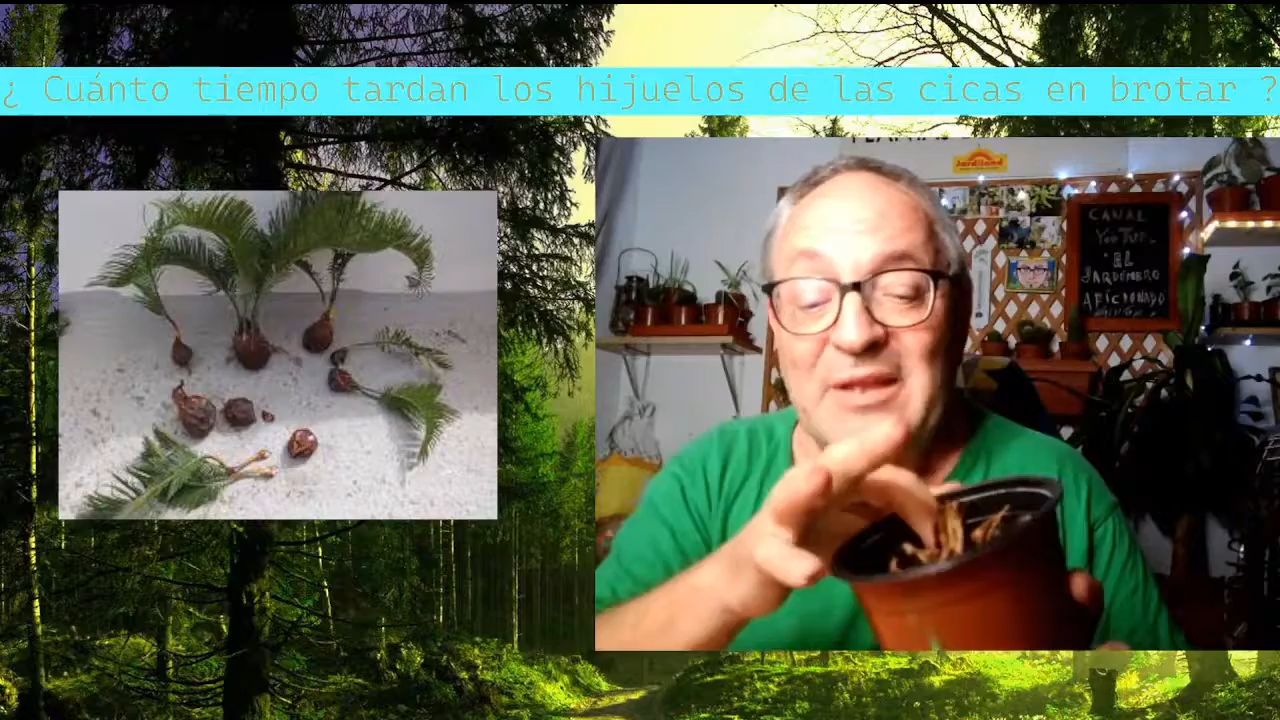 ¿ Cuánto tiempo tardan los hijuelos de las cicas en brotar ?
Jardiland
CANAL
YouTuBe
"EL
JARDINERO
AFICIONADO